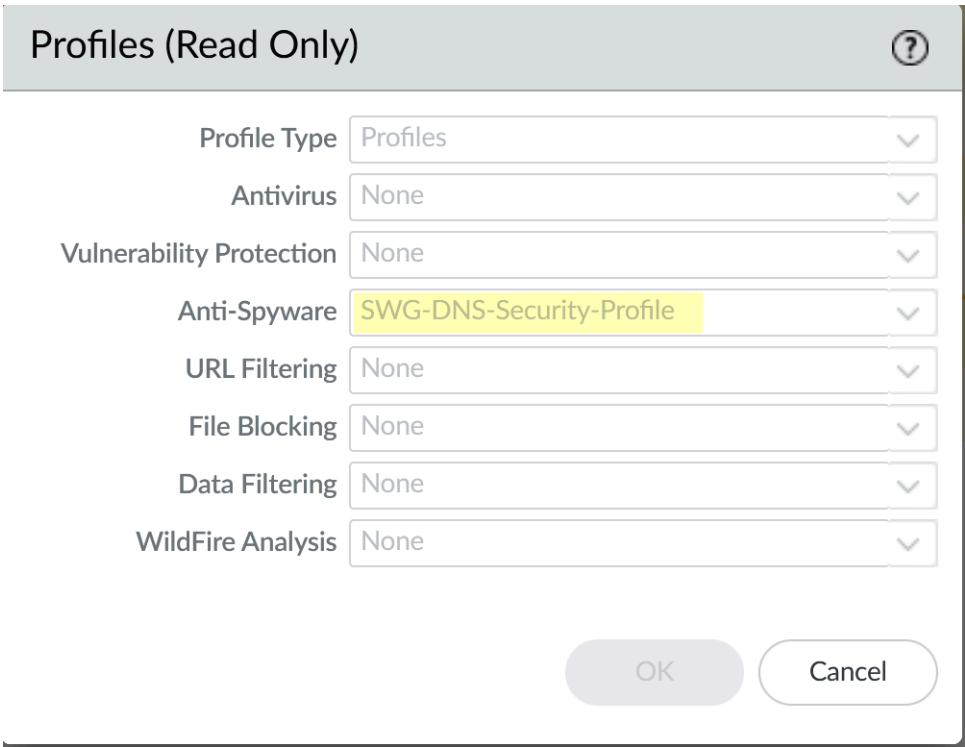 Profiles (Read Only) ?
Profile Type Profiles
Antivirus None
Vulnerability Protection None
Anti-Spyware SWG-DNS-Security-Profile
URL Filtering None
File Blocking None
Data Filtering None
WildFire Analysis None
OK Cancel